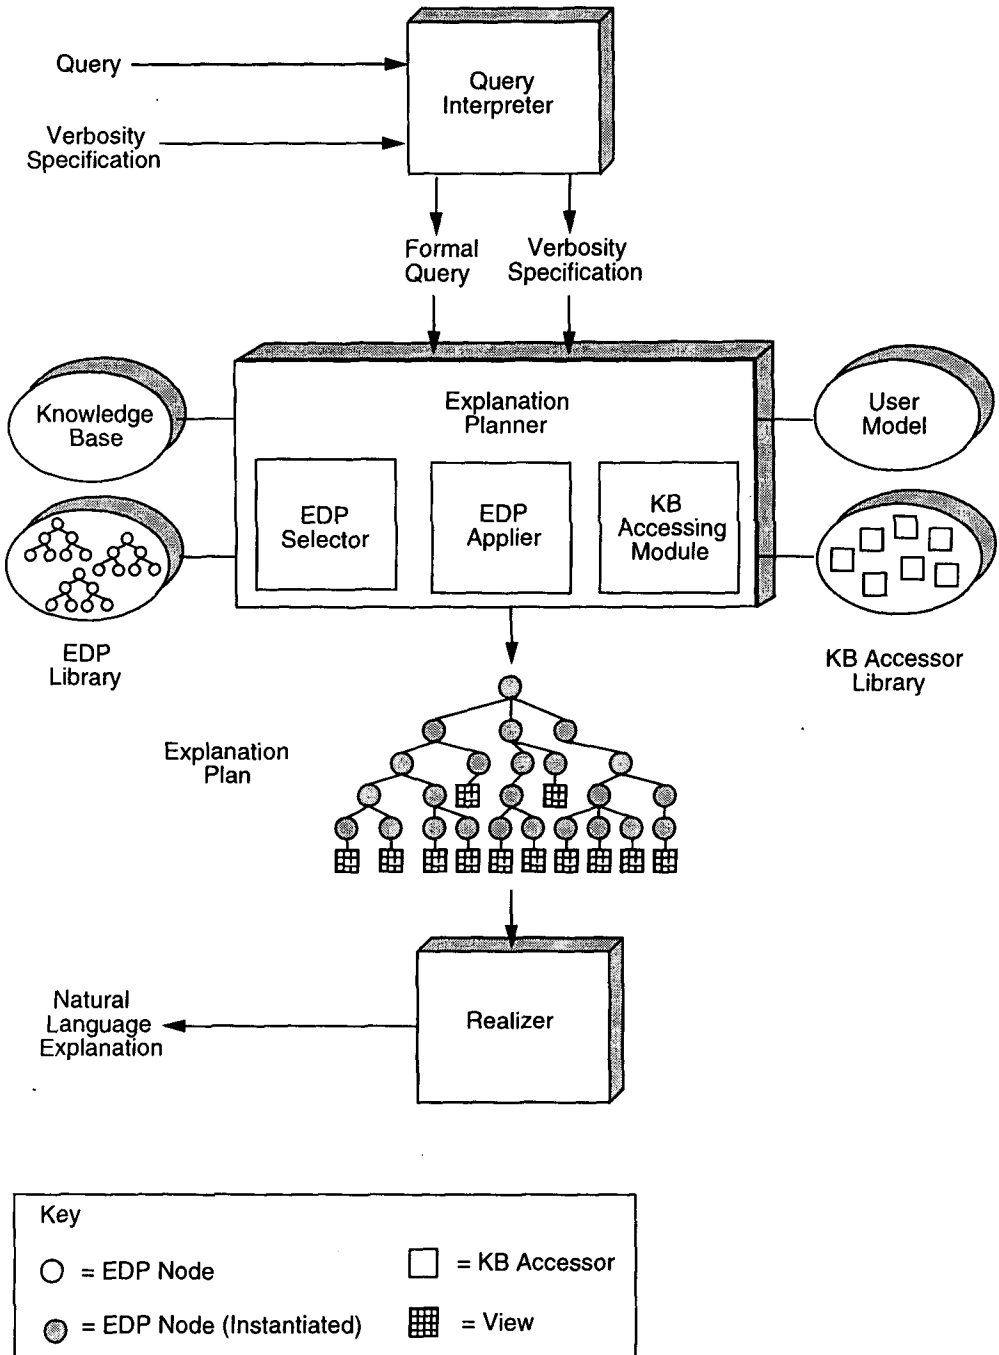 Query
Query
Interpreter
Verbosity
Specification
Formal
Query
Verbosity
Specification
Knowledge
Base
Explanation
Planner
User
Model
EDP
Selector
EDP
Applier
KB
Accessing
Module
EDP
Library
KB Accessor
Library
Explanation
Plan
Natural
Language
Explanation
Realizer
Key
= EDP Node
= KB Accessor
= EDP Node (Instantiated)
= View